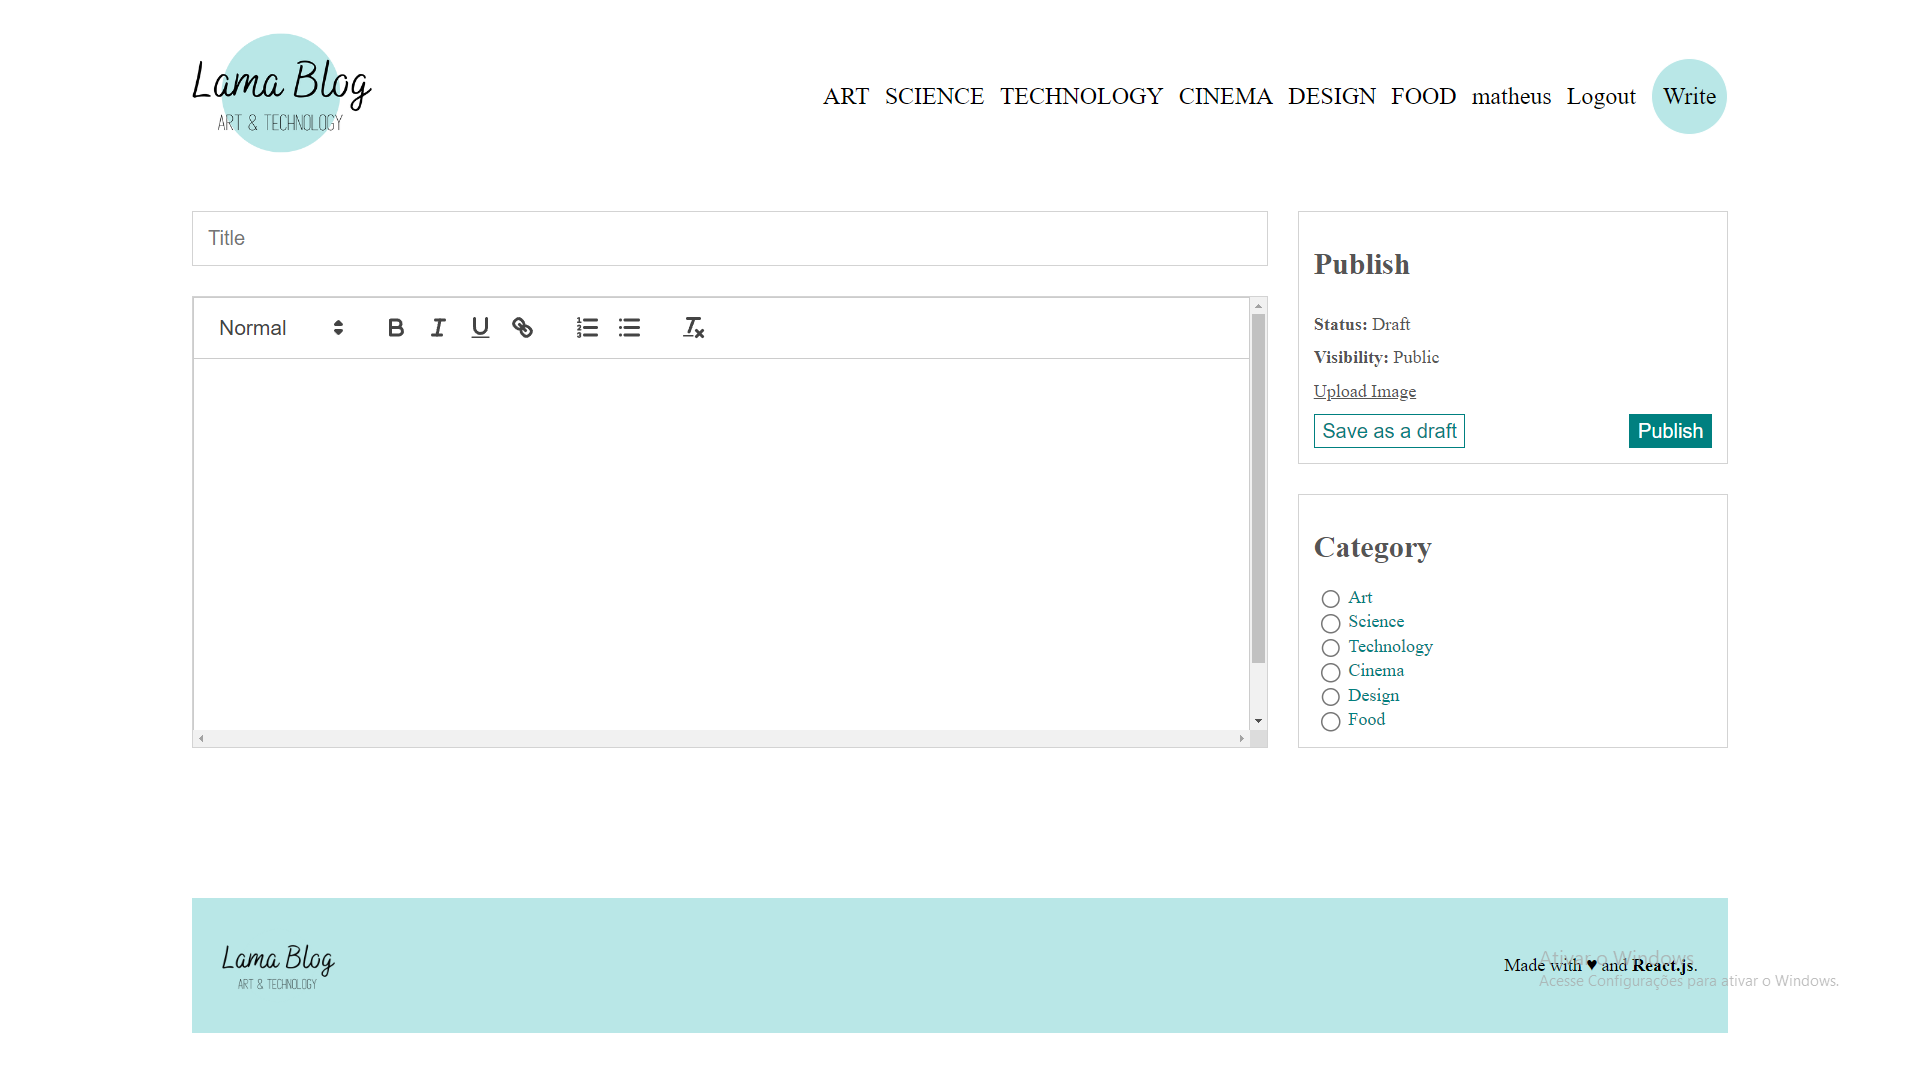 Lama Blog
ART & TECHNOLOGY
ART SCIENCE TECHNOLOGY CINEMA DESIGN FOOD matheus Logout Write
Title
Normal
Publish
Status: Draft
Visibility: Public
Upload Image
Save as a draft Publish
Category
Art
Science
Technology
Cinema
Design
Food
Lama Blog
ART & TECHNOLOGY
Made with ♥ and React.js.
Ativar o Windows
Acesse Configurações para ativar o Windows.